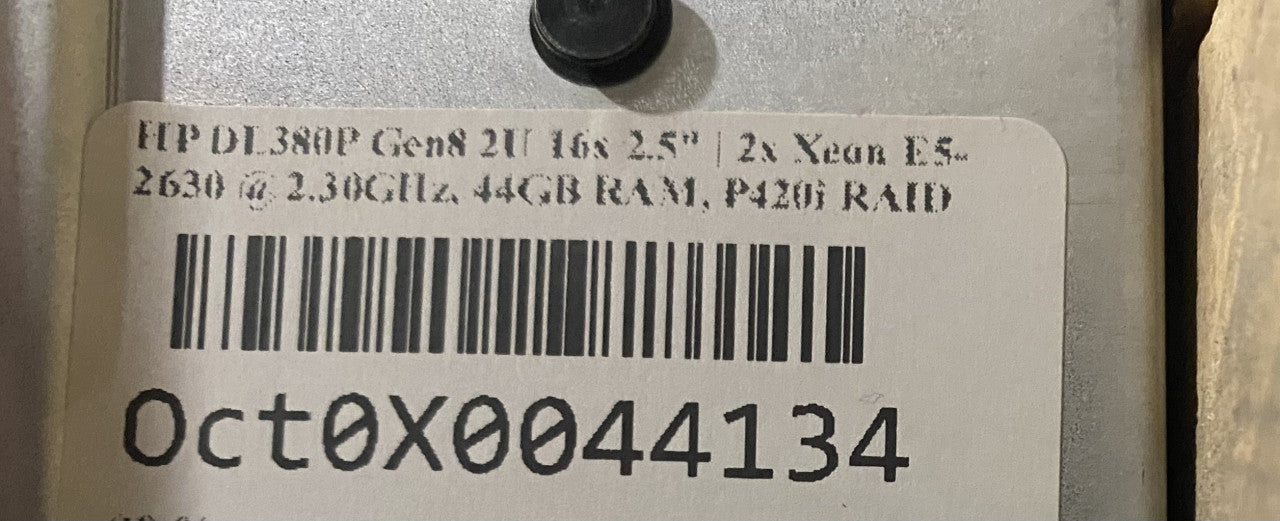 HP DL380P Gen8 2U 16x 2.5" | 2x Xeon E5-
2630 @ 2.30GHz, 44GB RAM, P420i RAID
Oct0X0044134